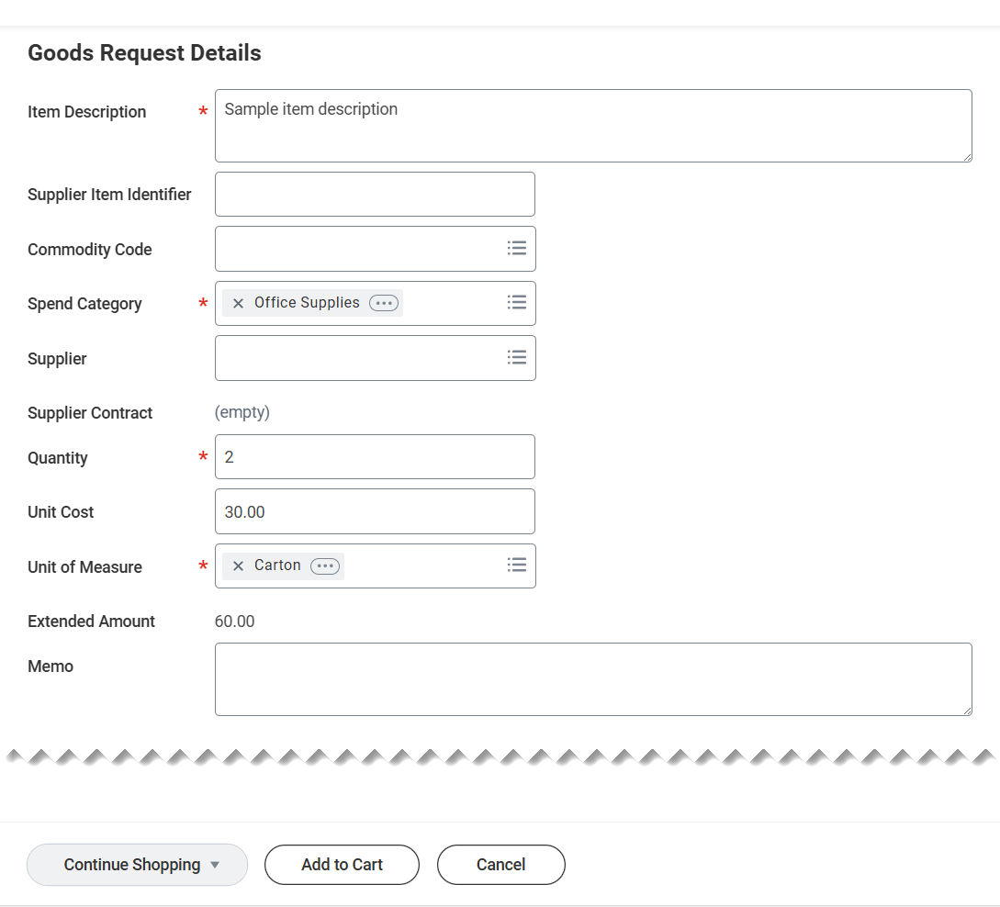 Goods Request Details
Item Description *
Sample item description
Supplier Item Identifier
Commodity Code
Spend Category *
Office Supplies
Supplier
Supplier Contract
(empty)
Quantity *
2
Unit Cost
30.00
Unit of Measure *
Carton
Extended Amount
60.00
Memo
Continue Shopping
Add to Cart
Cancel